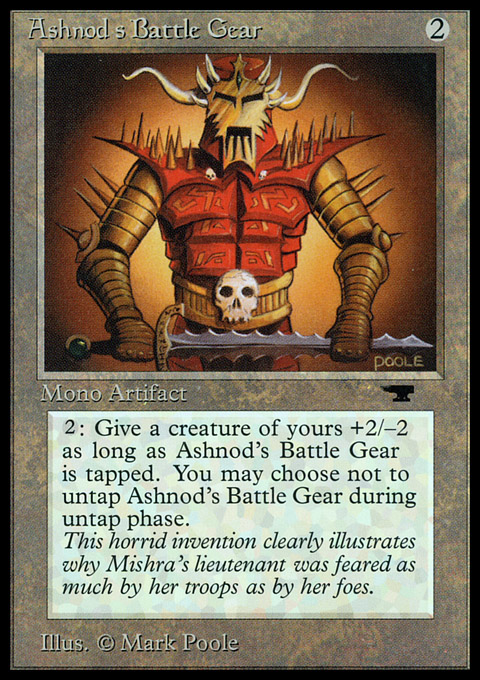 Ashnod s Battle Gear 2
POOLE
Mono Artifact
2: Give a creature of yours +2/–2
as long as Ashnod's Battle Gear
is tapped. You may choose not to
untap Ashnod's Battle Gear during
untap phase.
This horrid invention clearly illustrates
why Mishra's lieutenant was feared as
much by her troops as by her foes.
Illus. © Mark Poole